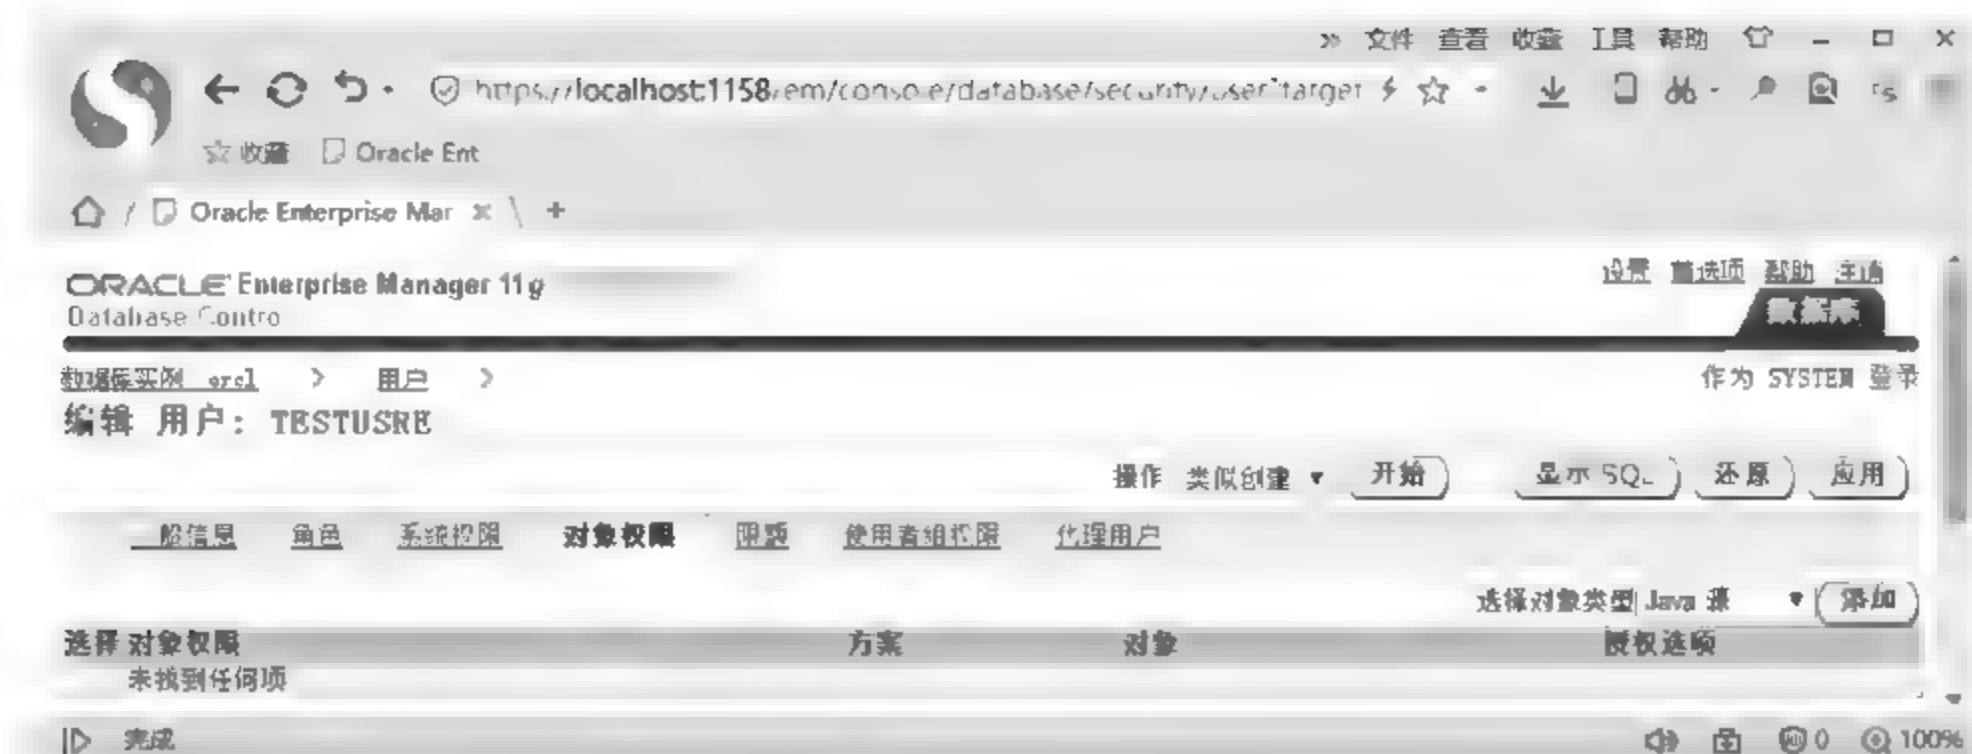 » 文件 查看 收藏 工具 帮助
https://localhost:1158/em/console/database/security/user?target
收藏 Oracle Ent
Oracle Enterprise Mar
设置 首选项 帮助 注销
ORACLE Enterprise Manager 11g
Database Contro
数据库
数据库实例 orcl > 用户 >
作为 SYSTEM 登录
编辑 用户: TESTUSRE
操作 类似创建 开始 显示 SQL 还原 应用
一般信息 角色 系统权限 对象权限 限额 使用者组权限 代理用户
选择对象类型 Java 源 添加
选择 对象权限 方案 对象 授权选项
未找到任何项
完成 0 100%